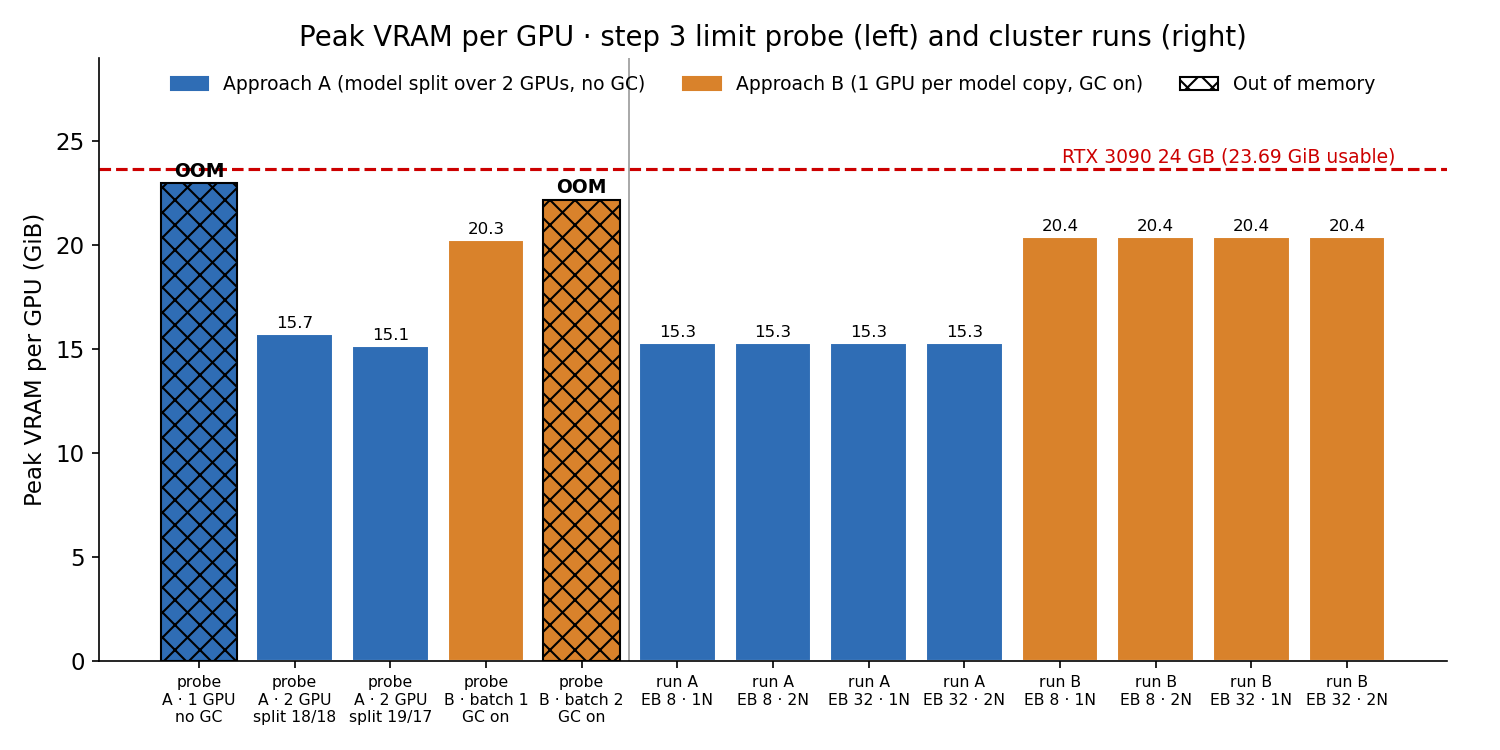 Peak VRAM per GPU · step 3 limit probe (left) and cluster runs (right)
Approach A (model split over 2 GPUs, no GC)
Approach B (1 GPU per model copy, GC on)
Out of memory
RTX 3090 24 GB (23.69 GiB usable)
Peak VRAM per GPU (GiB)
25
20
15
10
5
0
OOM
15.7
15.1
20.3
OOM
15.3
15.3
15.3
15.3
20.4
20.4
20.4
20.4
probe
A · 1 GPU
no GC
probe
A · 2 GPU
split 18/18
probe
A · 2 GPU
split 19/17
probe
B · batch 1
GC on
probe
B · batch 2
GC on
run A
EB 8 · 1N
run A
EB 8 · 2N
run A
EB 32 · 1N
run A
EB 32 · 2N
run B
EB 8 · 1N
run B
EB 8 · 2N
run B
EB 32 · 1N
run B
EB 32 · 2N